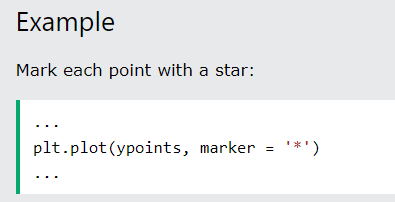 Example
Mark each point with a star:
...
plt.plot(ypoints, marker = '*')
...